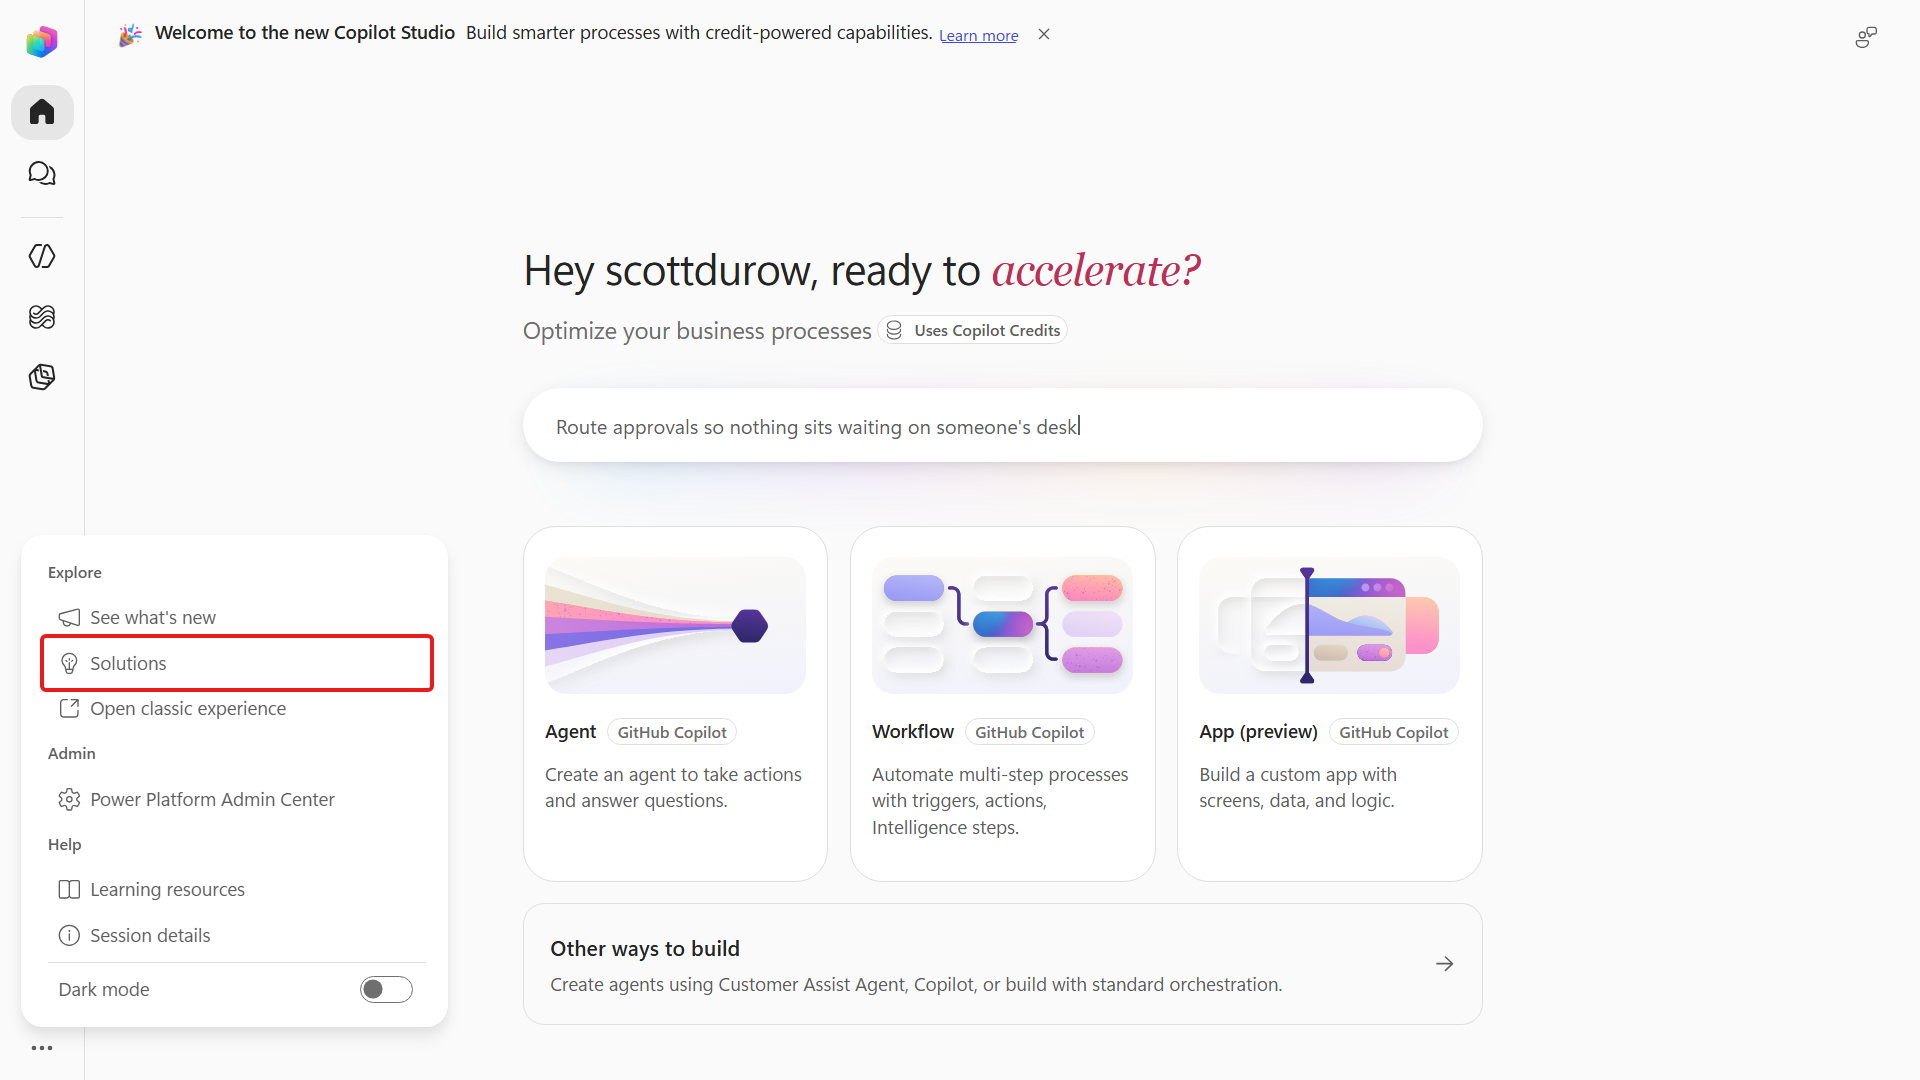 Welcome to the new Copilot Studio Build smarter processes with credit-powered capabilities. Learn more
Hey scottdurow, ready to accelerate?
Optimize your business processes Uses Copilot Credits
Route approvals so nothing sits waiting on someone's desk
Explore
See what's new
Solutions
Open classic experience
Admin
Power Platform Admin Center
Help
Learning resources
Session details
Dark mode
Agent GitHub Copilot
Create an agent to take actions
and answer questions.
Workflow GitHub Copilot
Automate multi-step processes
with triggers, actions,
Intelligence steps.
App (preview) GitHub Copilot
Build a custom app with
screens, data, and logic.
Other ways to build
Create agents using Customer Assist Agent, Copilot, or build with standard orchestration.